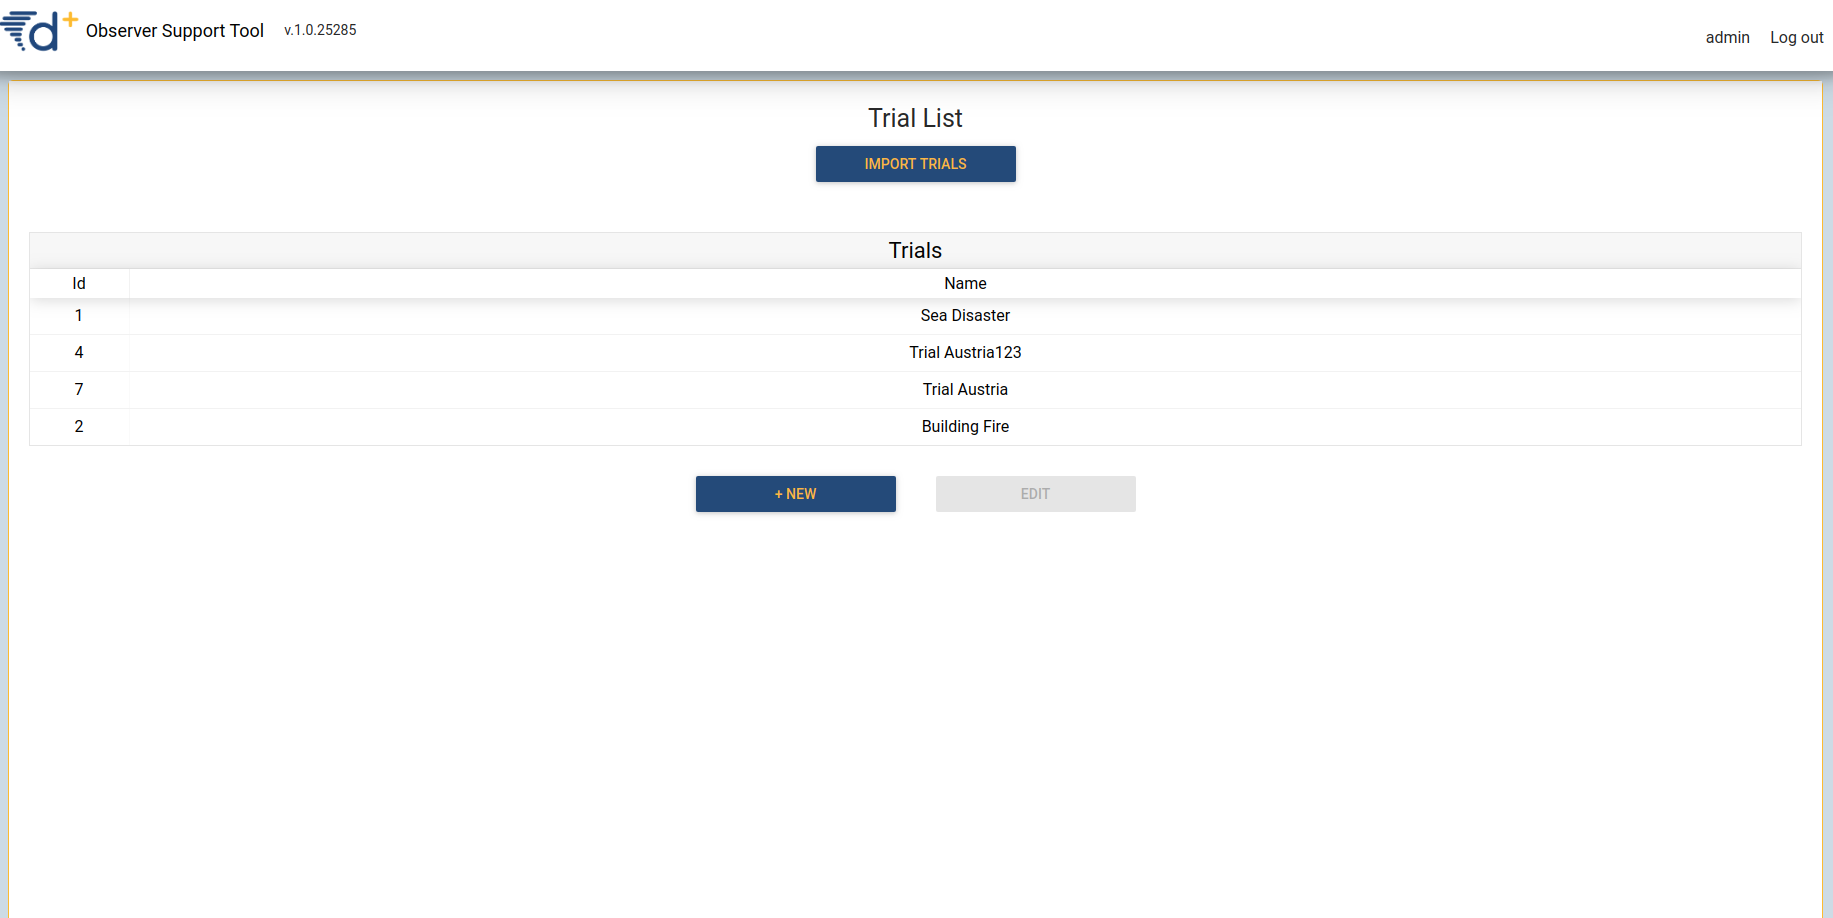 d+ Observer Support Tool v.1.0.25285
admin Log out
Trial List
IMPORT TRIALS
Trials
Id Name
1 Sea Disaster
4 Trial Austria123
7 Trial Austria
2 Building Fire
+ NEW EDIT